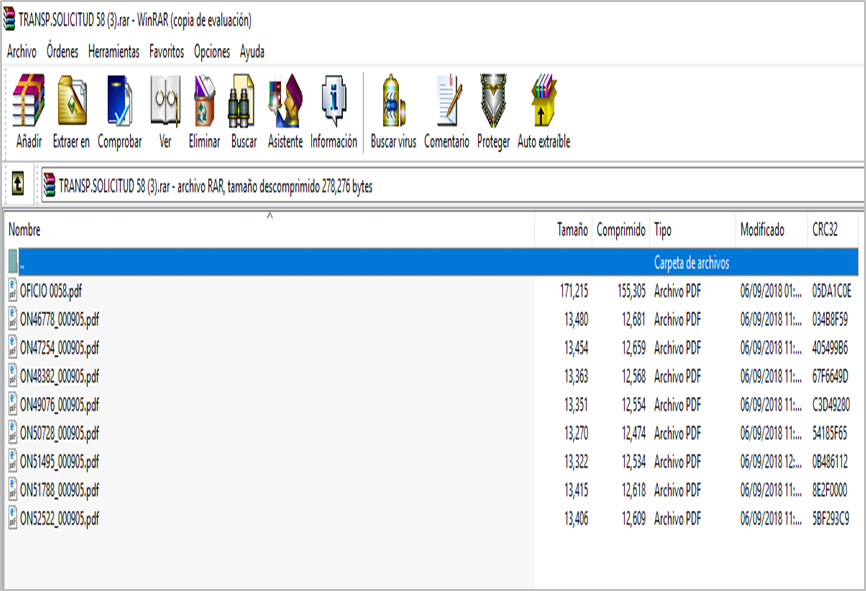 TRANSP.SOLICITUD 58 (3).rar - WinRAR (copia de evaluación)
Archivo Órdenes Herramientas Favoritos Opciones Ayuda
Añadir Extraer en Comprobar Ver Eliminar Buscar Asistente Información Buscar virus Comentario Proteger Auto extraíble
TRANSP.SOLICITUD 58 (3).rar - archivo RAR, tamaño descomprimido 278,276 bytes
Nombre Tamaño Comprimido Tipo Modificado CRC32
.. Carpeta de archivos
OFICIO 0058.pdf 171,215 155,305 Archivo PDF 06/09/2018 01:... 05DA1C0E
ON46778_000905.pdf 13,480 12,681 Archivo PDF 06/09/2018 11:... 034B8F59
ON47254_000905.pdf 13,454 12,659 Archivo PDF 06/09/2018 11:... 405499B6
ON48382_000905.pdf 13,363 12,568 Archivo PDF 06/09/2018 11:... 67F6649D
ON49076_000905.pdf 13,351 12,554 Archivo PDF 06/09/2018 11:... C3D49280
ON50728_000905.pdf 13,270 12,474 Archivo PDF 06/09/2018 11:... 54185F65
ON51495_000905.pdf 13,322 12,534 Archivo PDF 06/09/2018 12:... 0B486112
ON51788_000905.pdf 13,415 12,618 Archivo PDF 06/09/2018 11:... 8E2F0000
ON52522_000905.pdf 13,406 12,609 Archivo PDF 06/09/2018 11:... 5BF293C9